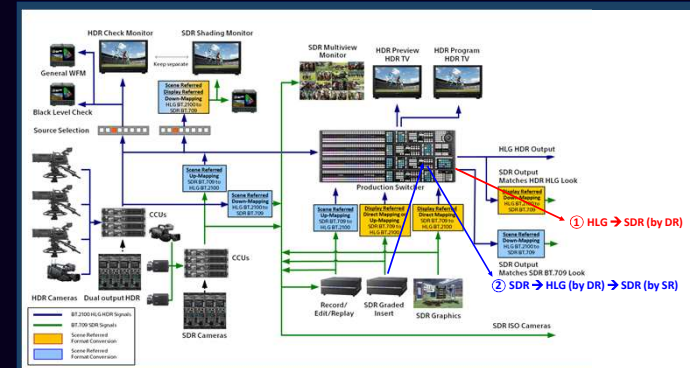 HDR Check Monitor
SDR Shading Monitor
Keep separate
General WFM
Black Level Check
Scene Referred
Display Referred
Down-Mapping
HLG BT.2100 to
SDR BT.709
Source Selection
SDR Multiview
Monitor
HDR Preview
HDR TV
HDR Program
HDR TV
Scene Referred
Up-Mapping
SDR BT.709 to
HLG BT.2100
Scene Referred
Down-Mapping
HLG BT.2100 to
SDR BT.709
Production Switcher
HLG HDR Output
SDR Output
Matches HDR HLG Look
Display Referred
Down-Mapping
HLG BT.2100 to
SDR BT.709
① HLG → SDR (by DR)
Scene Referred
Down-Mapping
HLG BT.2100 to
SDR BT.709
SDR Output
Matches SDR BT.709 Look
② SDR → HLG (by DR) → SDR (by SR)
Scene Referred
Up-Mapping
SDR BT.709 to
HLG BT.2100
Display Referred
Direct Mapping or
Up-Mapping
SDR BT.709 to
HLG BT.2100
Display Referred
Direct Mapping
SDR BT.709 to
HLG BT.2100
CCUs
CCUs
HDR Cameras
Dual output HDR
SDR Cameras
Record/
Edit/Replay
SDR Graded
Insert
SDR Graphics
SDR ISO Cameras
BT.2100 HLG HDR Signals
BT.709 SDR Signals
Scene Referred
Format Conversion
Scene Referred
Format Conversion